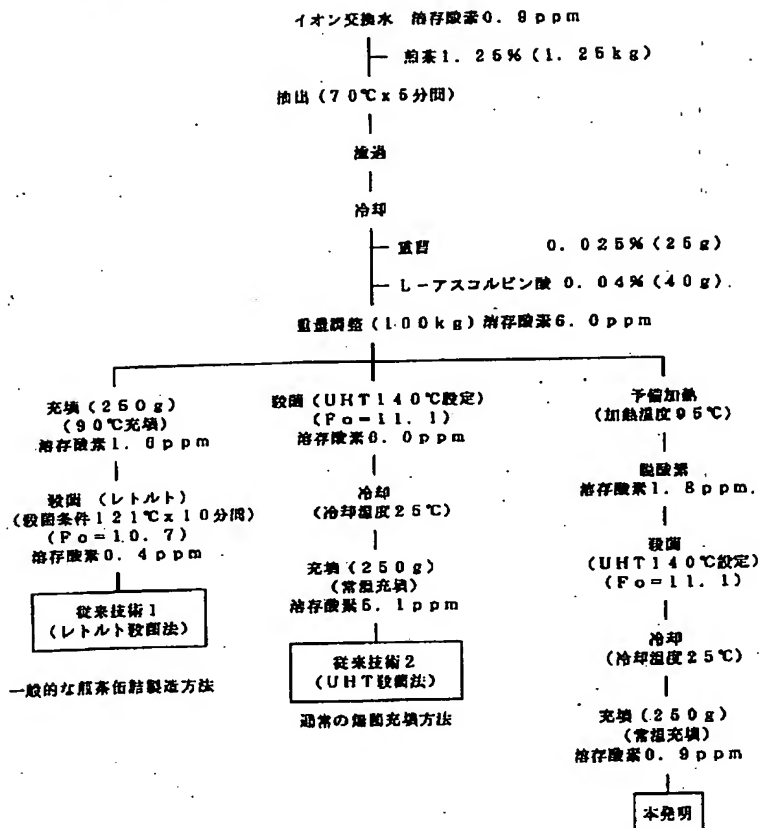 イオン交換水 溶存酸素0.9ppm
煎茶1.25%(1.25kg)
抽出(70℃x5分間)
濾過
冷却
重曹 0.025%(25g)
L-アスコルビン酸 0.04%(40g)
重量調整(100kg)溶存酸素6.0ppm
充填(250g)
(90℃充填)
溶存酸素1.6ppm
殺菌(レトルト)
(殺菌条件121℃x10分間)
(Fo=10.7)
溶存酸素0.4ppm
従来技術1
(レトルト殺菌法)
一般的な煎茶缶詰製造方法
殺菌(UHT140℃設定)
(Fo=11.1)
溶存酸素6.0ppm
冷却
(冷却温度25℃)
充填(250g)
(常温充填)
溶存酸素5.1ppm
従来技術2
(UHT殺菌法)
通常の無菌充填方法
予備加熱
(加熱温度95℃)
脱酸素
溶存酸素1.8ppm
殺菌
(UHT140℃設定)
(Fo=11.1)
冷却
(冷却温度25℃)
充填(250g)
(常温充填)
溶存酸素0.9ppm
本発明